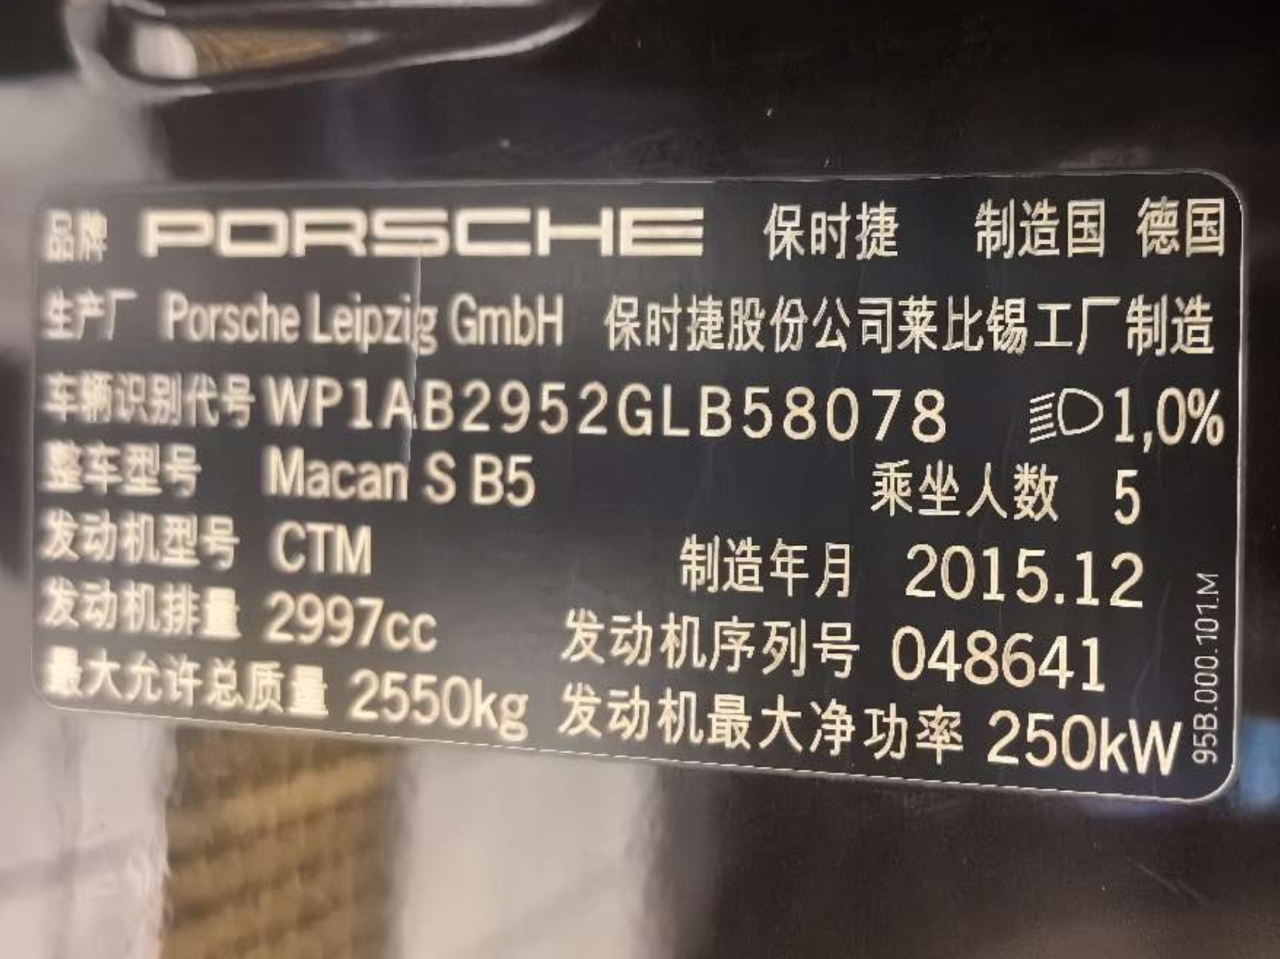 品牌 PORSCHE 保时捷 制造国 德国
生产厂 Porsche Leipzig GmbH 保时捷股份公司莱比锡工厂制造
车辆识别代号 WP1AB2952GLB58078 1,0%
整车型号 Macan S B5 乘坐人数 5
发动机型号 CTM 制造年月 2015.12
发动机排量 2997cc 发动机序列号 048641
最大允许总质量 2550kg 发动机最大净功率 250kW
95B.000.101.M